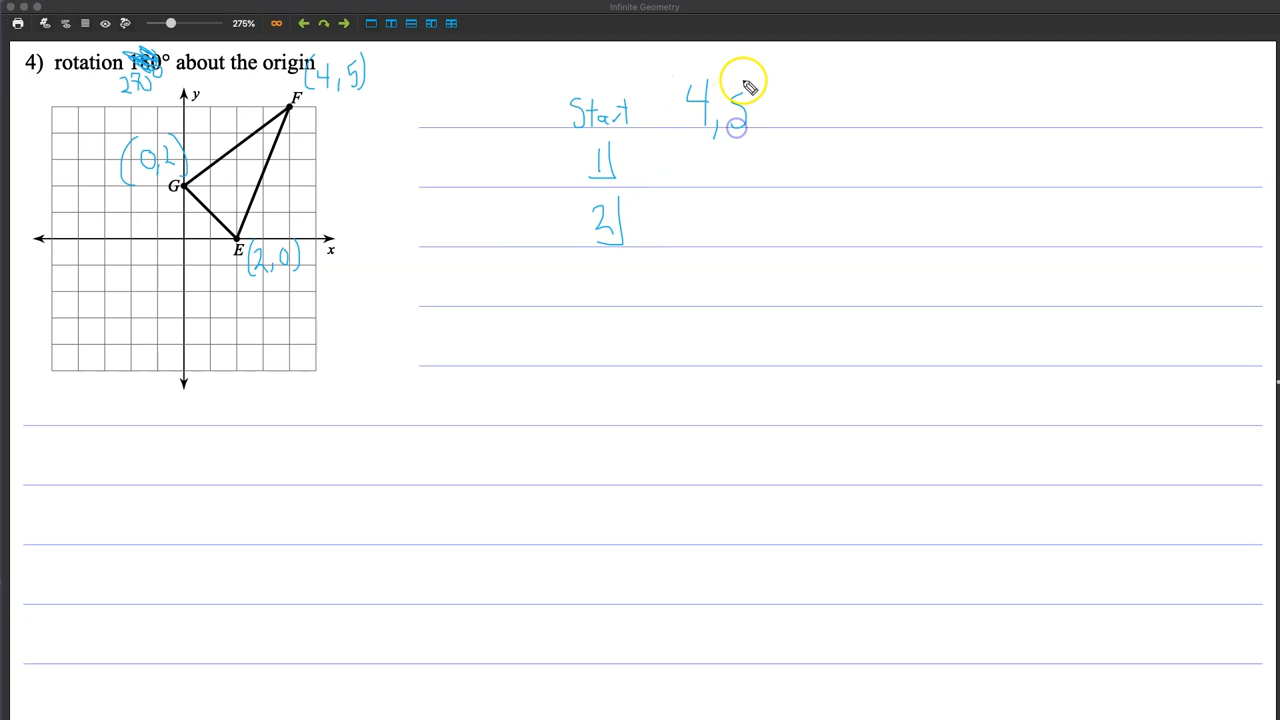 Infinite Geometry
275%
4) rotation 180° about the origin
270°
(4,5)
y
F
(0,2)
G
E
x
(2,0)
Start 4,5
1)
2)